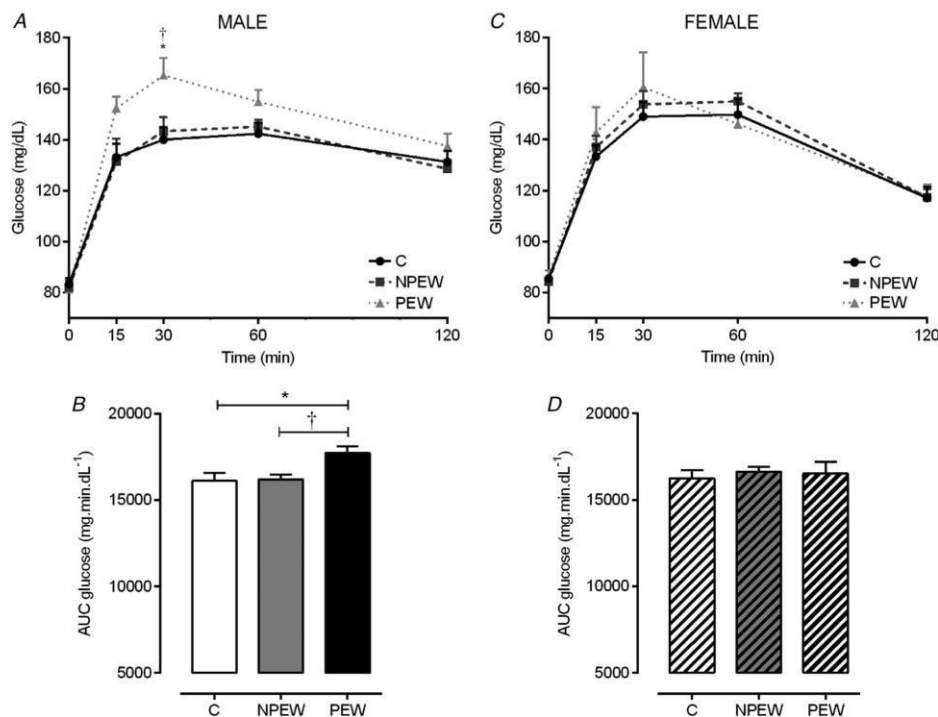 A
MALE
Glucose (mg/dL)
180
160
140
120
100
80
†
*
C
NPEW
PEW
0 15 30 60 120
Time (min)
C
FEMALE
Glucose (mg/dL)
180
160
140
120
100
80
C
NPEW
PEW
0 15 30 60 120
Time (min)
B
AUC glucose (mg.min.dL⁻¹)
20000
15000
10000
5000
*
†
C NPEW PEW
D
AUC glucose (mg.min.dL⁻¹)
20000
15000
10000
5000
C NPEW PEW